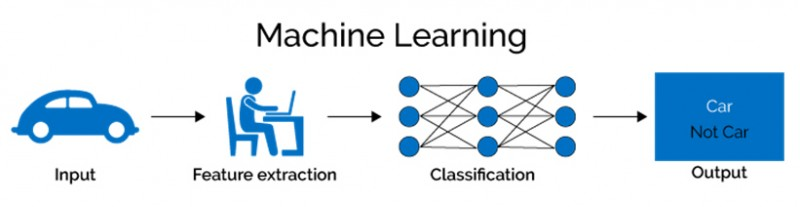 Machine Learning
Car
Not Car
Input
Feature extraction
Classification
Output